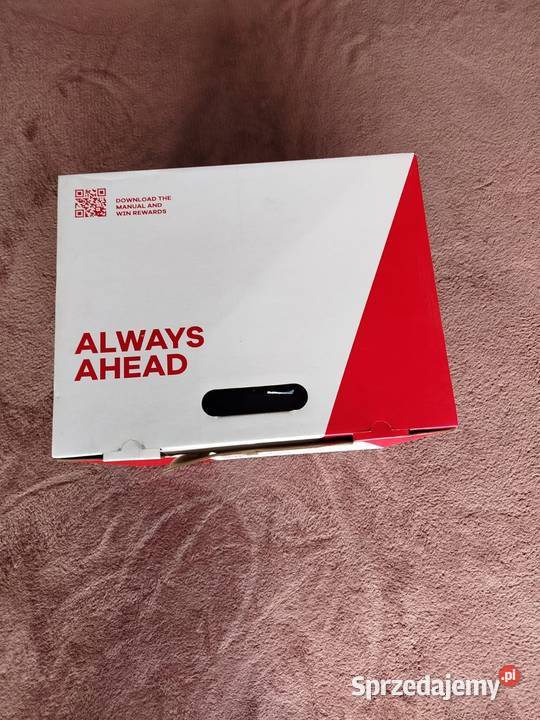 DOWNLOAD THE
MANUAL AND
WIN REWARDS
ALWAYS
AHEAD
Sprzedajemy.pl